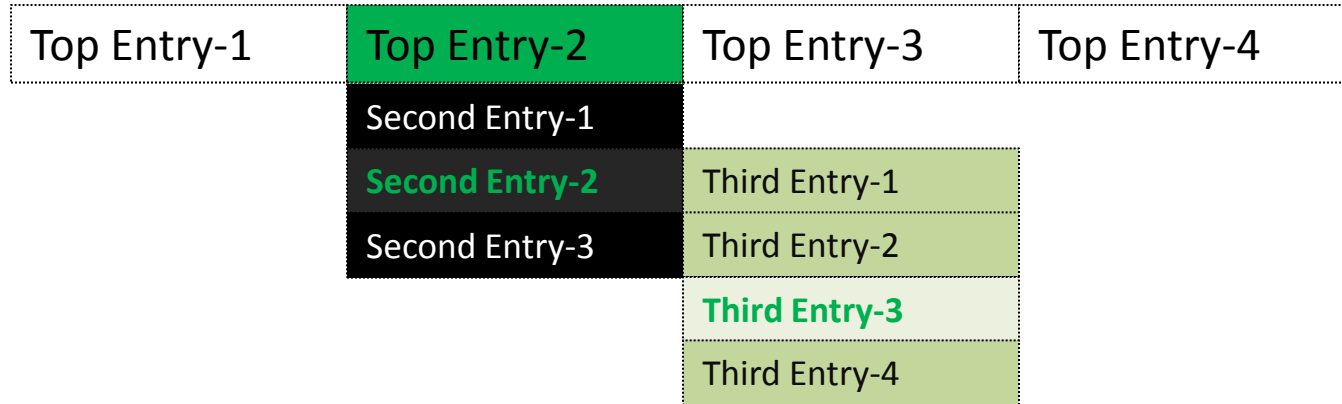 Top Entry-1 Top Entry-2 Top Entry-3 Top Entry-4
Second Entry-1
Second Entry-2 Third Entry-1
Second Entry-3 Third Entry-2
Third Entry-3
Third Entry-4